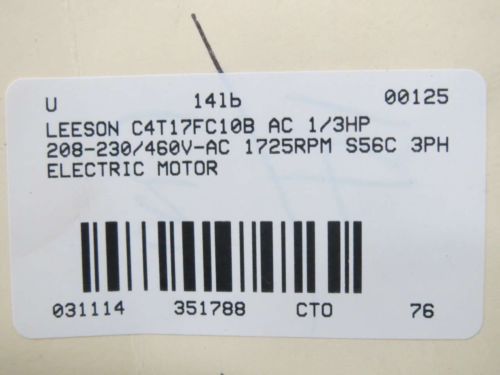 U 14lb 00125
LEESON C4T17FC10B AC 1/3HP
208-230/460V-AC 1725RPM S56C 3PH
ELECTRIC MOTOR
031114 351788 CTO 76